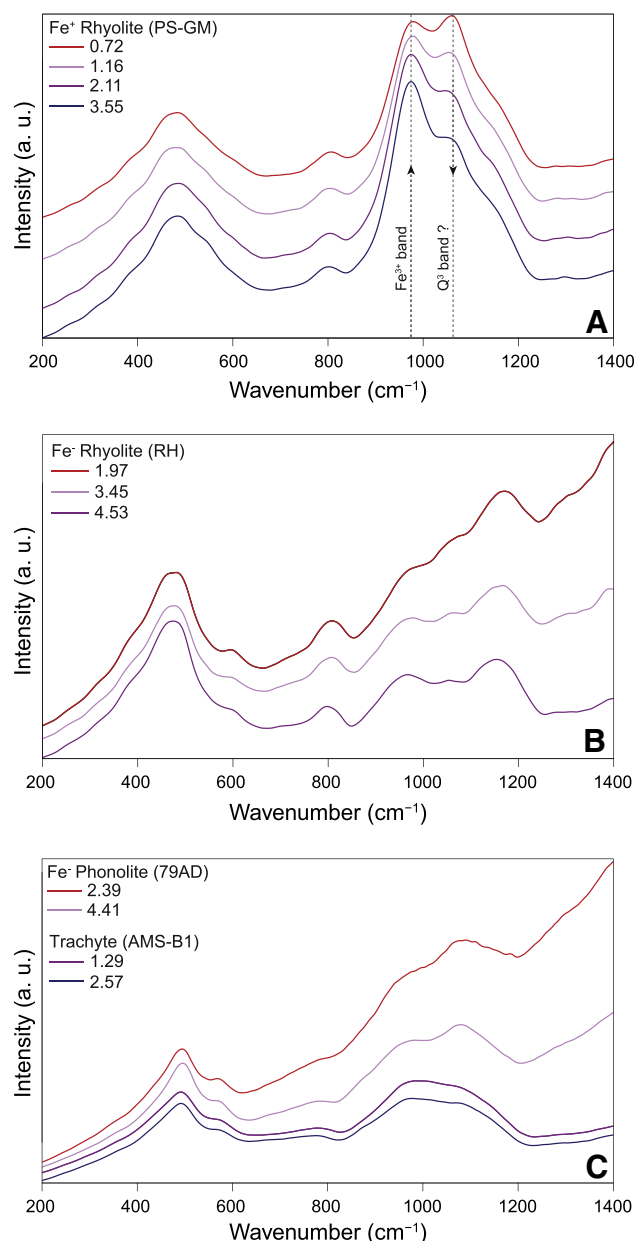 Fe⁺ Rhyolite (PS-GM)
0.72
1.16
2.11
3.55
Intensity (a. u.)
Fe³⁺ band
Q³ band ?
A
200 400 600 800 1000 1200 1400
Wavenumber (cm⁻¹)
Fe⁻ Rhyolite (RH)
1.97
3.45
4.53
Intensity (a. u.)
B
200 400 600 800 1000 1200 1400
Wavenumber (cm⁻¹)
Fe⁻ Phonolite (79AD)
2.39
4.41
Trachyte (AMS-B1)
1.29
2.57
Intensity (a. u.)
C
200 400 600 800 1000 1200 1400
Wavenumber (cm⁻¹)